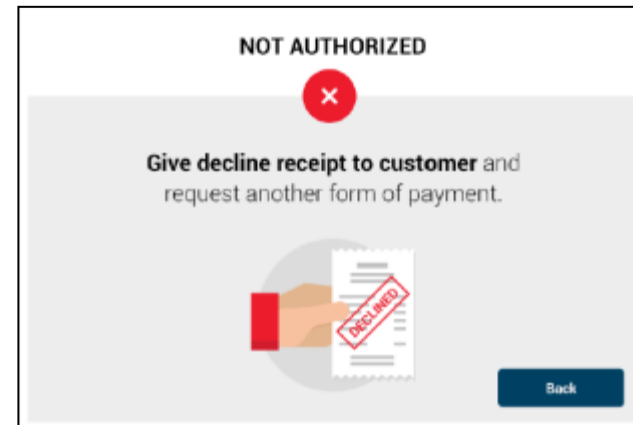 NOT AUTHORIZED
Give decline receipt to customer and
request another form of payment.
DECLINED
Back